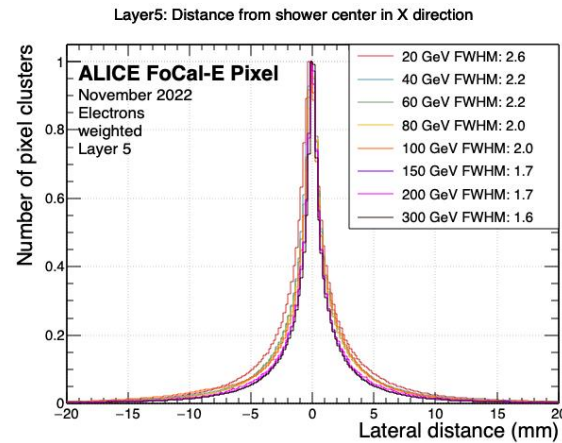 Layer5: Distance from shower center in X direction
Number of pixel clusters
1
0.8
0.6
0.4
0.2
0
ALICE FoCal-E Pixel
November 2022
Electrons
weighted
Layer 5
20 GeV FWHM: 2.6
40 GeV FWHM: 2.2
60 GeV FWHM: 2.2
80 GeV FWHM: 2.0
100 GeV FWHM: 2.0
150 GeV FWHM: 1.7
200 GeV FWHM: 1.7
300 GeV FWHM: 1.6
−20 −15 −10 −5 0 5 10 15 20
Lateral distance (mm)